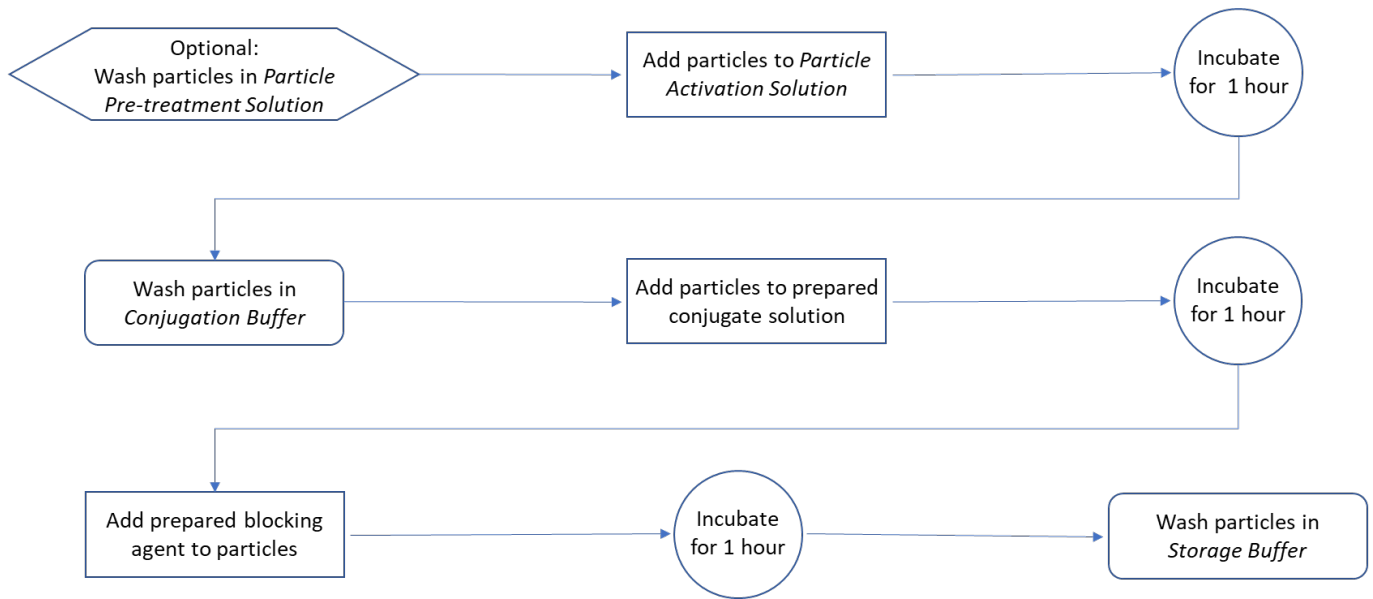 Optional:
Wash particles in Particle
Pre-treatment Solution
Add particles to Particle
Activation Solution
Incubate
for 1 hour
Wash particles in
Conjugation Buffer
Add particles to prepared
conjugate solution
Incubate
for 1 hour
Add prepared blocking
agent to particles
Incubate
for 1 hour
Wash particles in
Storage Buffer